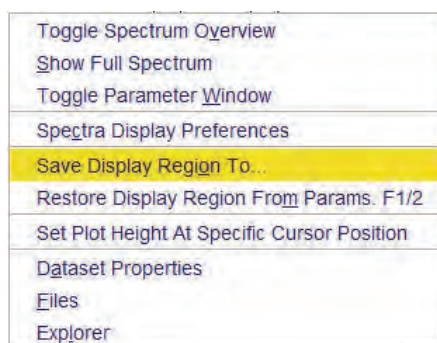 Toggle Spectrum Overview
Show Full Spectrum
Toggle Parameter Window
Spectra Display Preferences
Save Display Region To...
Restore Display Region From Params. F1/2
Set Plot Height At Specific Cursor Position
Dataset Properties
Files
Explorer